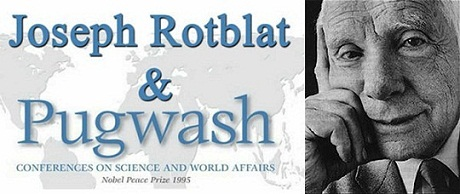 Joseph Rotblat
&
Pugwash
CONFERENCES ON SCIENCE AND WORLD AFFAIRS
Nobel Peace Prize 1995